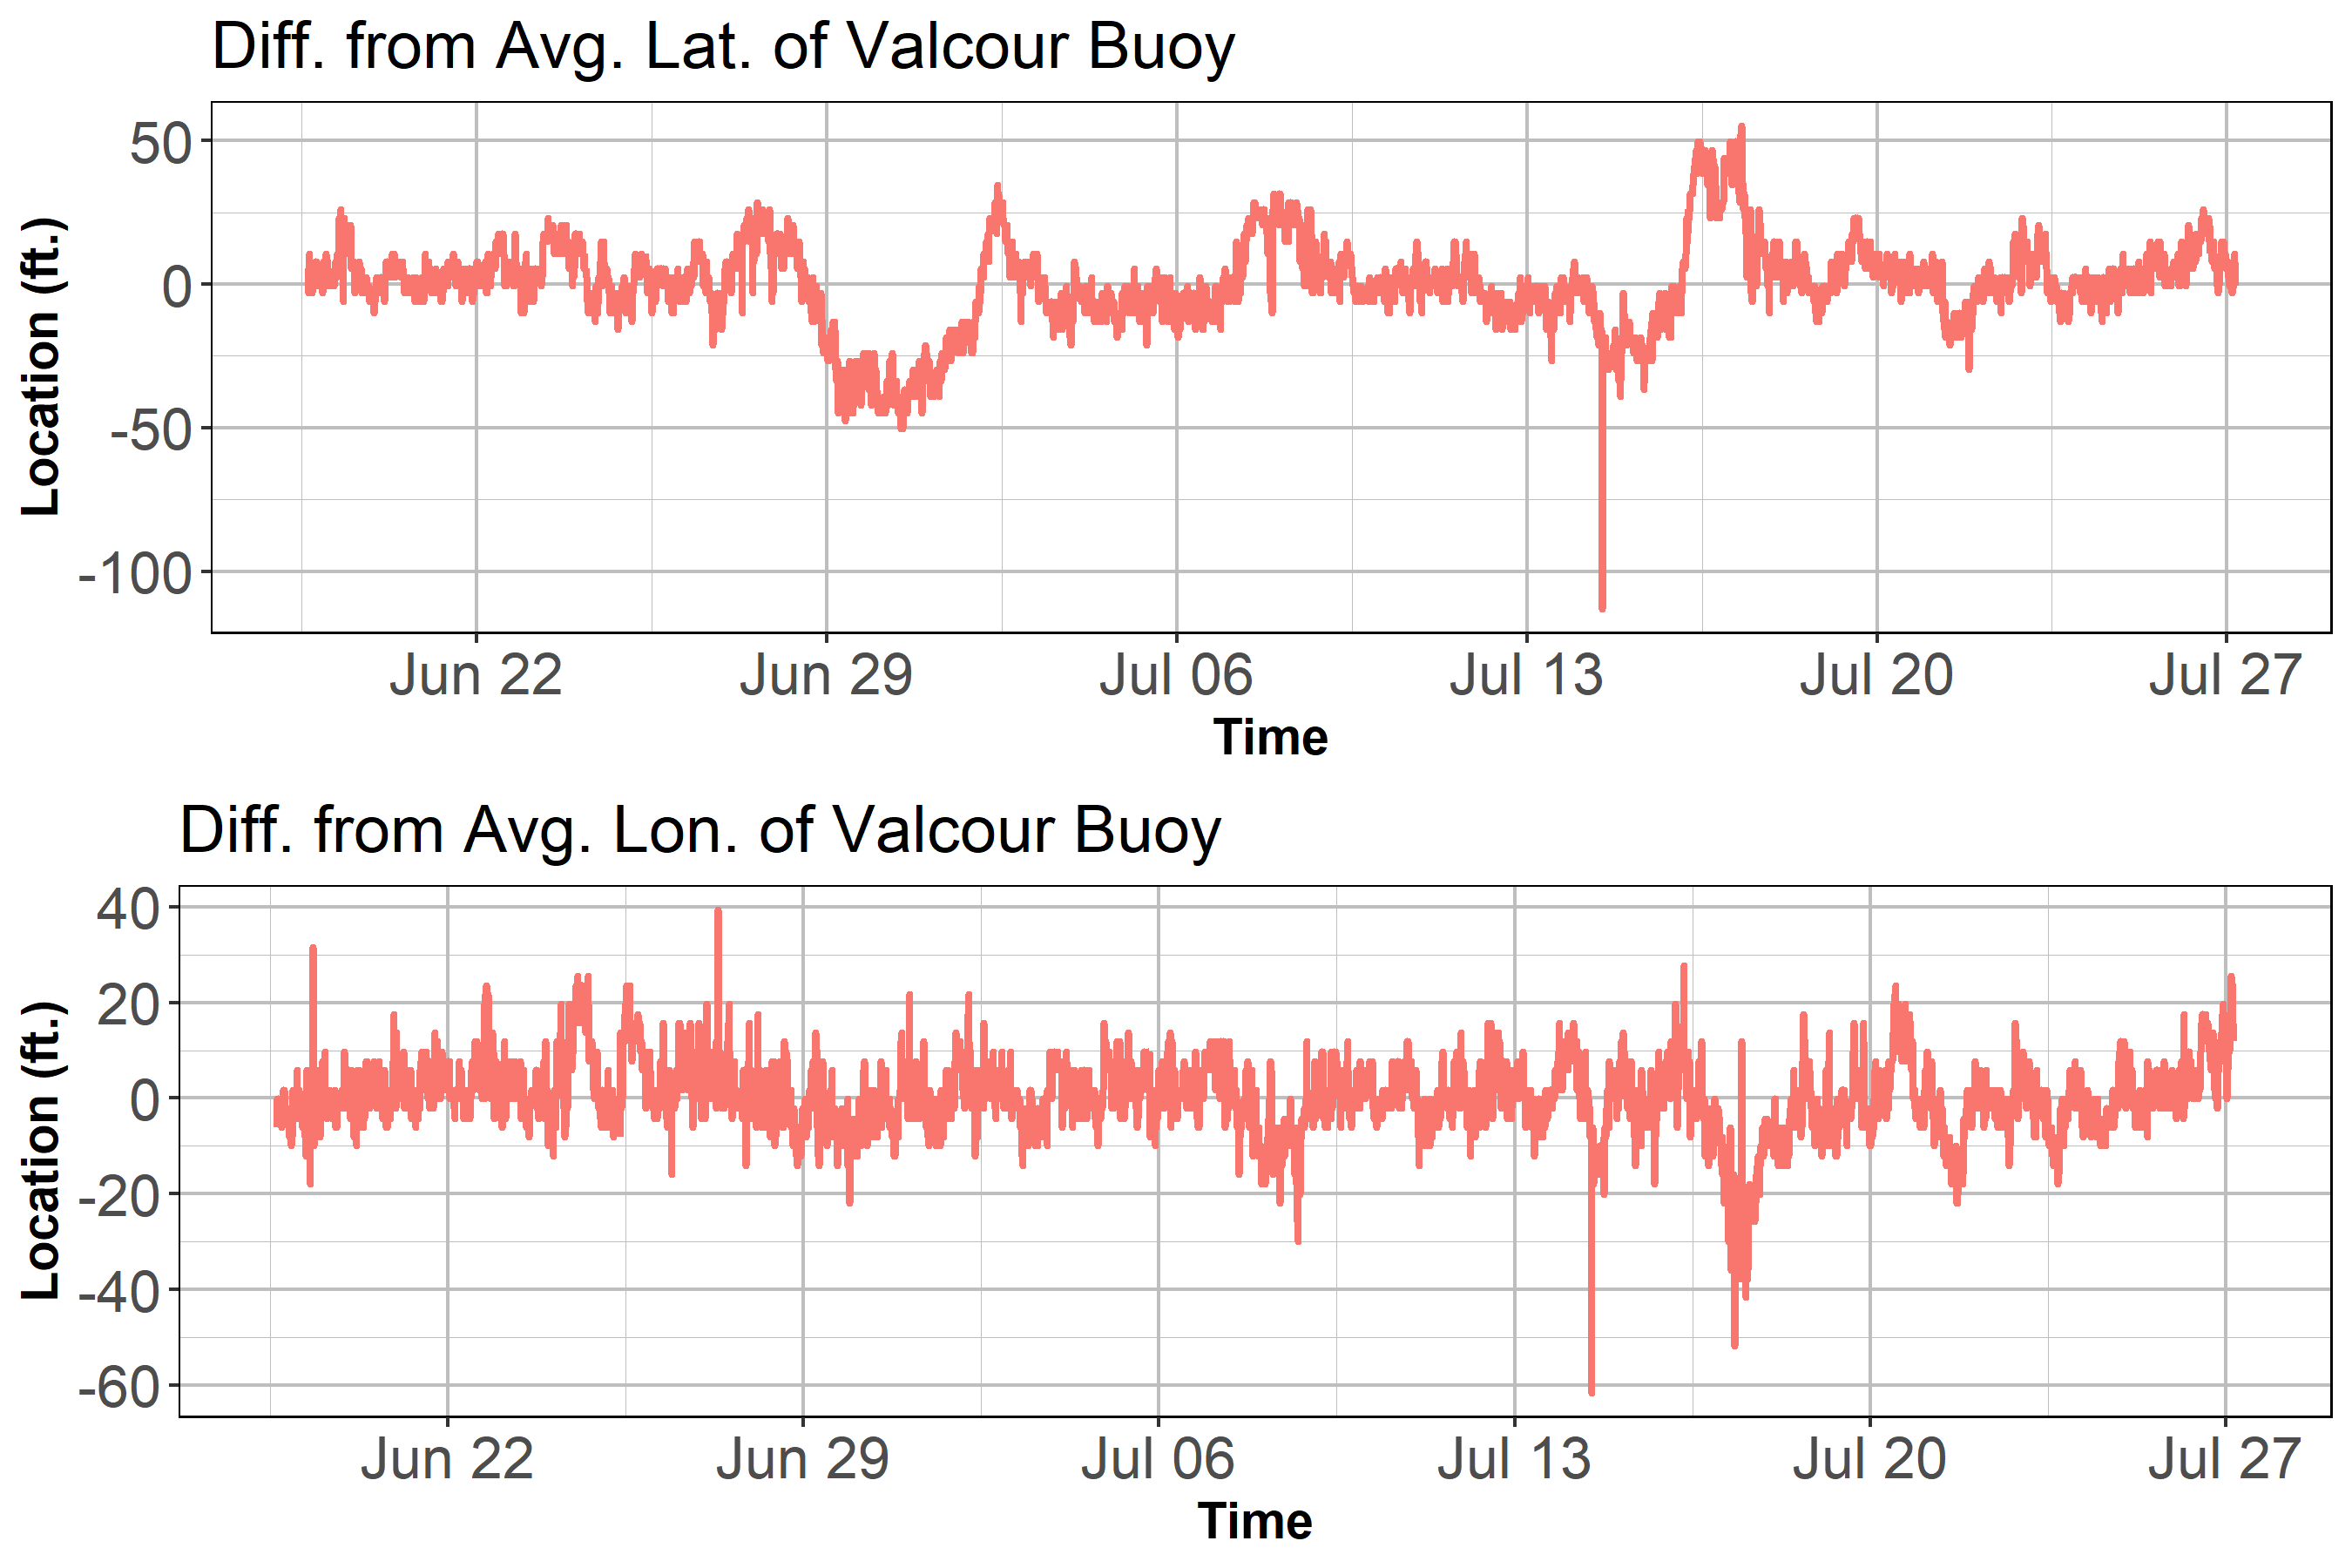 Diff. from Avg. Lat. of Valcour Buoy
Location (ft.)
50
0
-50
-100
Jun 22 Jun 29 Jul 06 Jul 13 Jul 20 Jul 27
Time
Diff. from Avg. Lon. of Valcour Buoy
Location (ft.)
40
20
0
-20
-40
-60
Jun 22 Jun 29 Jul 06 Jul 13 Jul 20 Jul 27
Time